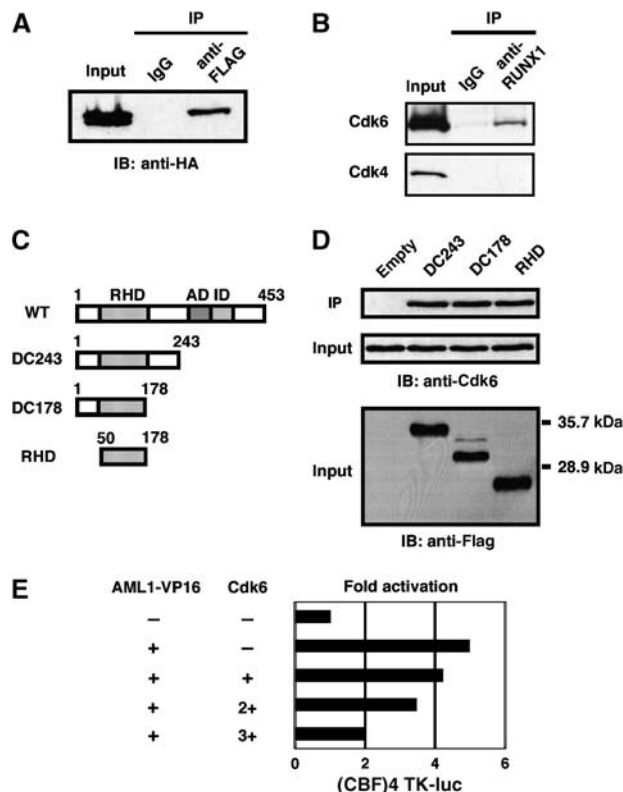 A
IP
Input
IgG
anti-
FLAG
IB: anti-HA
B
IP
Input
IgG
anti-
RUNX1
Cdk6
Cdk4
C
1 RHD AD ID 453
WT
1 243
DC243
1 178
DC178
50 178
RHD
D
Empty
DC243
DC178
RHD
IP
Input
IB: anti-Cdk6
Input
35.7 kDa
28.9 kDa
IB: anti-Flag
E
AML1-VP16 Cdk6 Fold activation
– –
+ –
+ +
+ 2+
+ 3+
0 2 4 6
(CBF)4 TK-luc